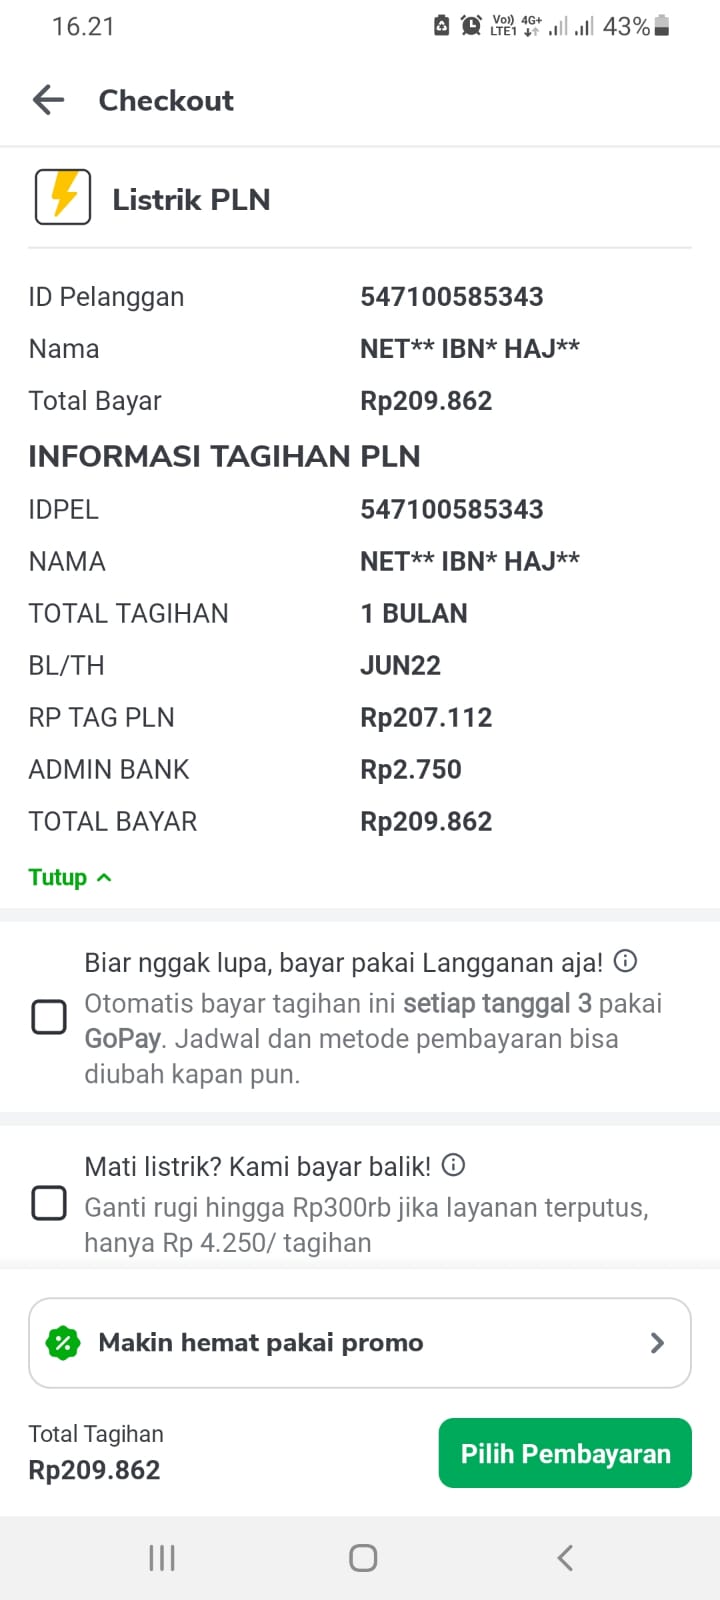 16.21
Vo)) 4G+
LTE1
43%
Checkout
Listrik PLN
ID Pelanggan 547100585343
Nama NET** IBN* HAJ**
Total Bayar Rp209.862
INFORMASI TAGIHAN PLN
IDPEL 547100585343
NAMA NET** IBN* HAJ**
TOTAL TAGIHAN 1 BULAN
BL/TH JUN22
RP TAG PLN Rp207.112
ADMIN BANK Rp2.750
TOTAL BAYAR Rp209.862
Tutup
Biar nggak lupa, bayar pakai Langganan aja!
Otomatis bayar tagihan ini setiap tanggal 3 pakai
GoPay. Jadwal dan metode pembayaran bisa
diubah kapan pun.
Mati listrik? Kami bayar balik!
Ganti rugi hingga Rp300rb jika layanan terputus,
hanya Rp 4.250/ tagihan
Makin hemat pakai promo
Total Tagihan
Rp209.862
Pilih Pembayaran